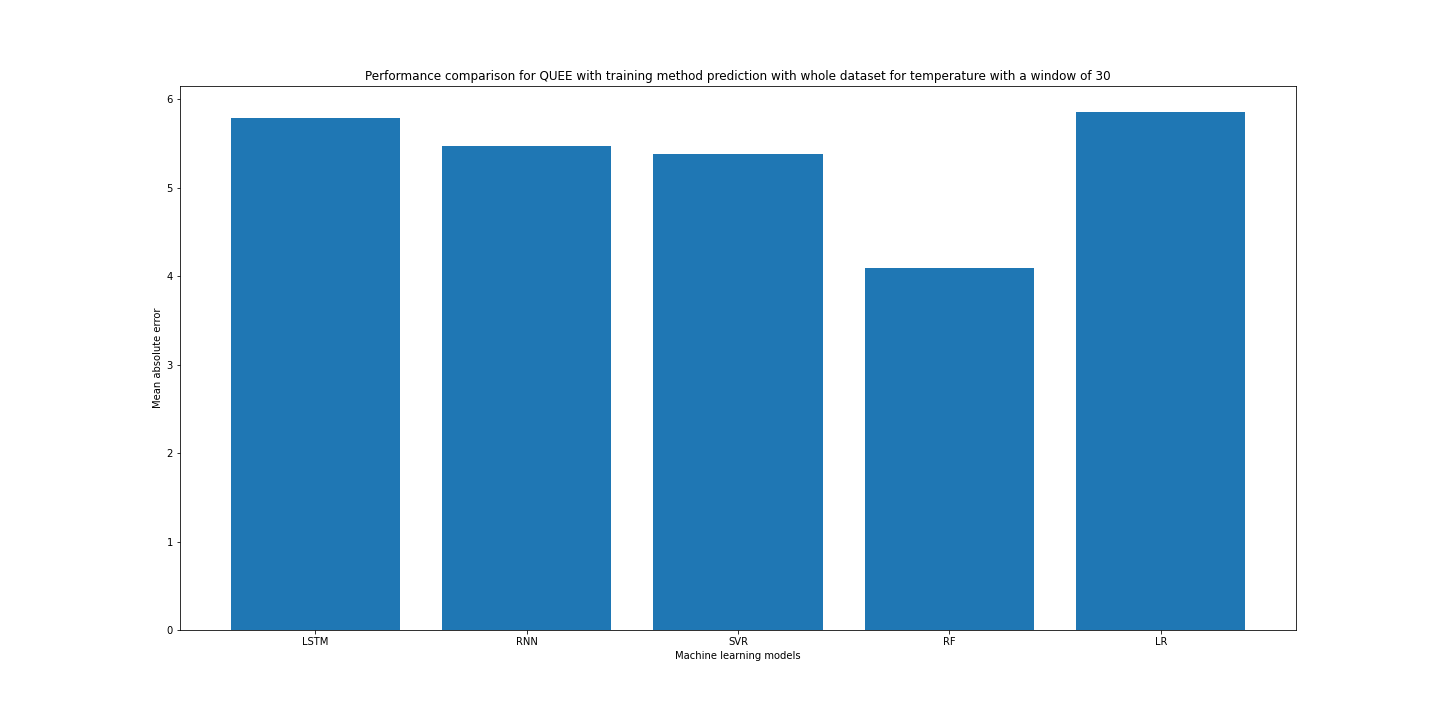 Performance comparison for QUEE with training method prediction with whole dataset for temperature with a window of 30
6
5
4
3
2
1
0
Mean absolute error
LSTM RNN SVR RF LR
Machine learning models